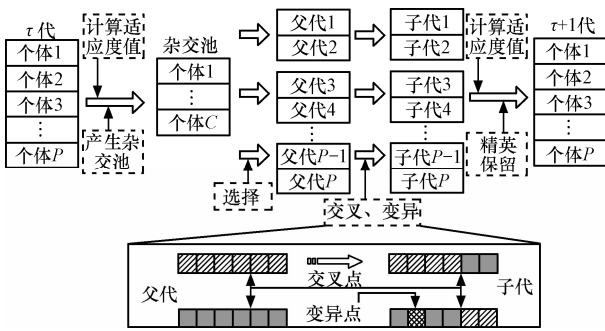 τ代
个体1
个体2
个体3
⋮
个体P
计算适
应度值
产生杂
交池
杂交池
个体1
⋮
个体C
选择
父代1
父代2
父代3
父代4
⋮
父代P−1
父代P
子代1
子代2
子代3
子代4
⋮
子代P−1
子代P
交叉、变异
计算适
应度值
精英
保留
τ+1代
个体1
个体2
个体3
⋮
个体P
父代
交叉点
变异点
子代